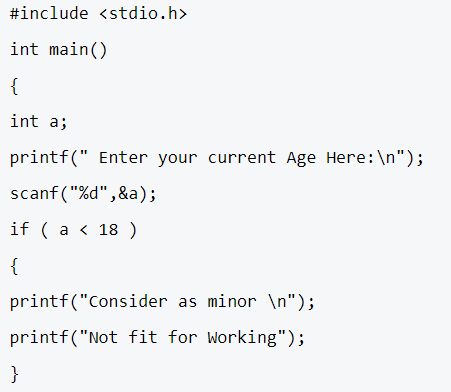 #include <stdio.h>
int main()
{
int a;
printf(" Enter your current Age Here:\n");
scanf("%d",&a);
if ( a < 18 )
{
printf("Consider as minor \n");
printf("Not fit for Working");
}